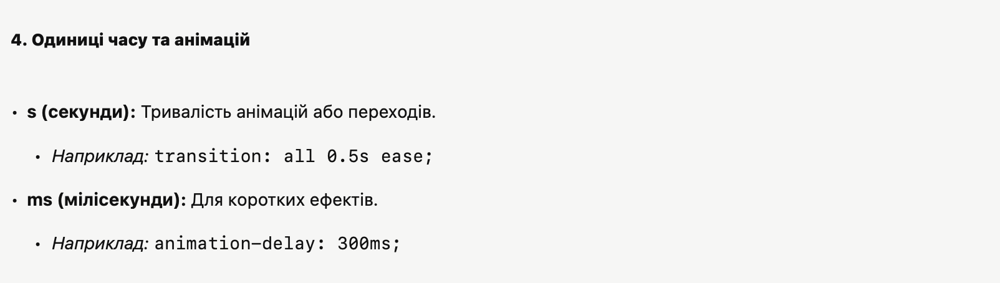 4. Одиниці часу та анімацій
• s (секунди): Тривалість анімацій або переходів.
• Наприклад: transition: all 0.5s ease;
• ms (мілісекунди): Для коротких ефектів.
• Наприклад: animation-delay: 300ms;